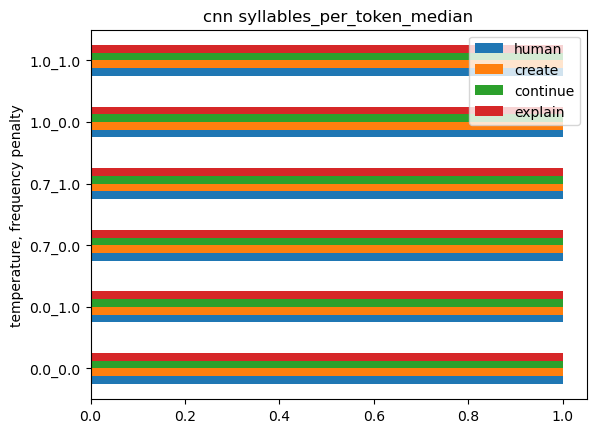 cnn syllables_per_token_median
human
create
continue
explain
temperature, frequency penalty
1.0_1.0
1.0_0.0
0.7_1.0
0.7_0.0
0.0_1.0
0.0_0.0
0.0 0.2 0.4 0.6 0.8 1.0